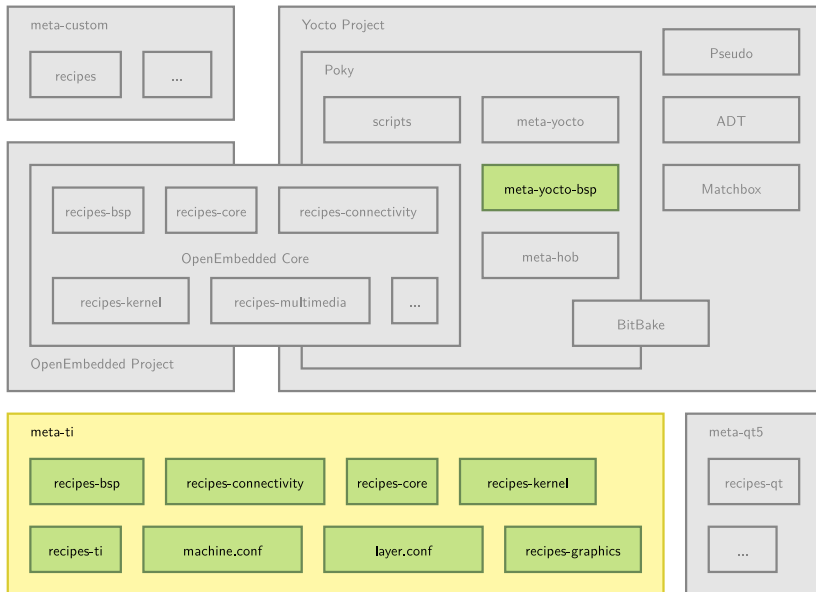 meta-custom
recipes
...
Yocto Project
Poky
scripts
meta-yocto
meta-yocto-bsp
meta-hob
BitBake
Pseudo
ADT
Matchbox
recipes-bsp
recipes-core
recipes-connectivity
OpenEmbedded Core
recipes-kernel
recipes-multimedia
...
OpenEmbedded Project
meta-ti
recipes-bsp
recipes-connectivity
recipes-core
recipes-kernel
recipes-ti
machine.conf
layer.conf
recipes-graphics
meta-qt5
recipes-qt
...